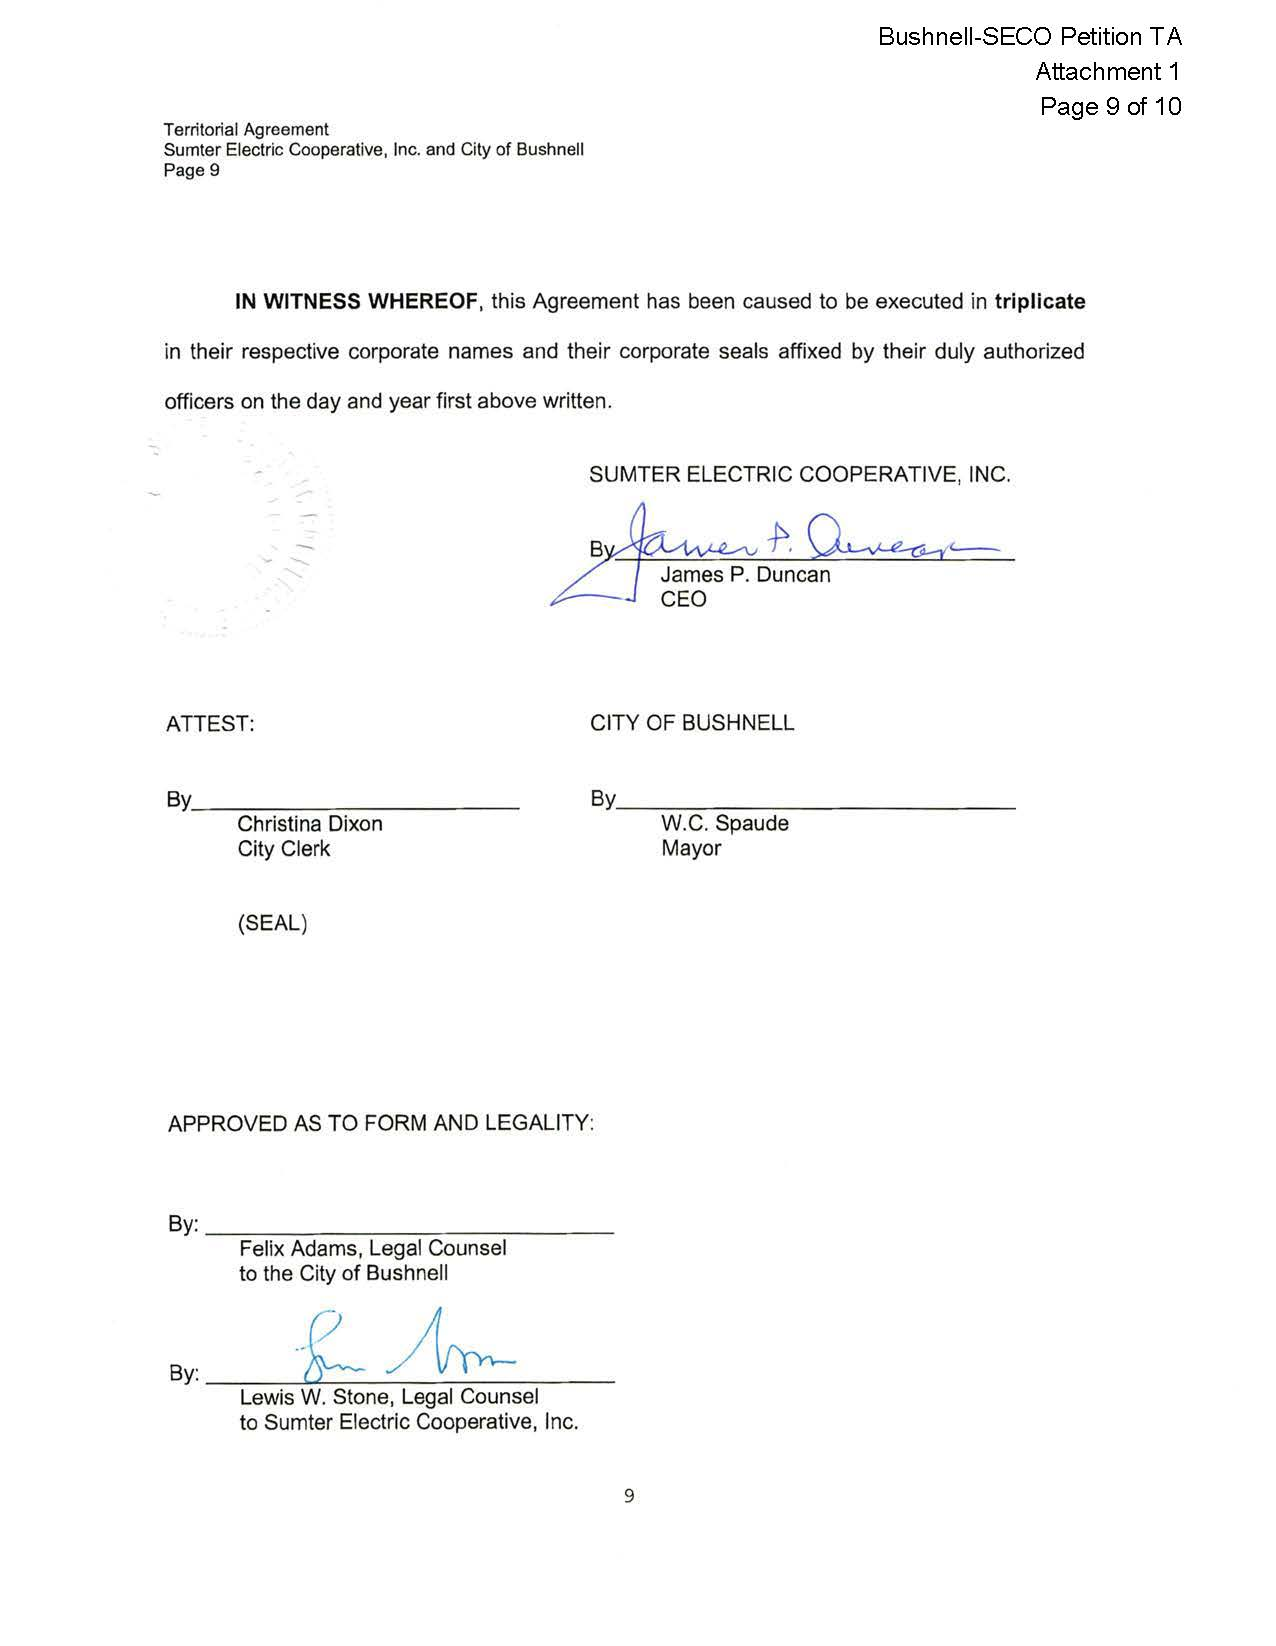 Bushnell-SECO Petition TA
Attachment 1
Page 9 of 10
Territorial Agreement
Sumter Electric Cooperative, Inc. and City of Bushnell
Page 9
IN WITNESS WHEREOF, this Agreement has been caused to be executed in triplicate
in their respective corporate names and their corporate seals affixed by their duly authorized
officers on the day and year first above written.
SUMTER ELECTRIC COOPERATIVE, INC.
By James P. Duncan
James P. Duncan
CEO
ATTEST:
CITY OF BUSHNELL
By
Christina Dixon
City Clerk
By
W.C. Spaude
Mayor
(SEAL)
APPROVED AS TO FORM AND LEGALITY:
By:
Felix Adams, Legal Counsel
to the City of Bushnell
By:
Lewis W. Stone, Legal Counsel
to Sumter Electric Cooperative, Inc.
9